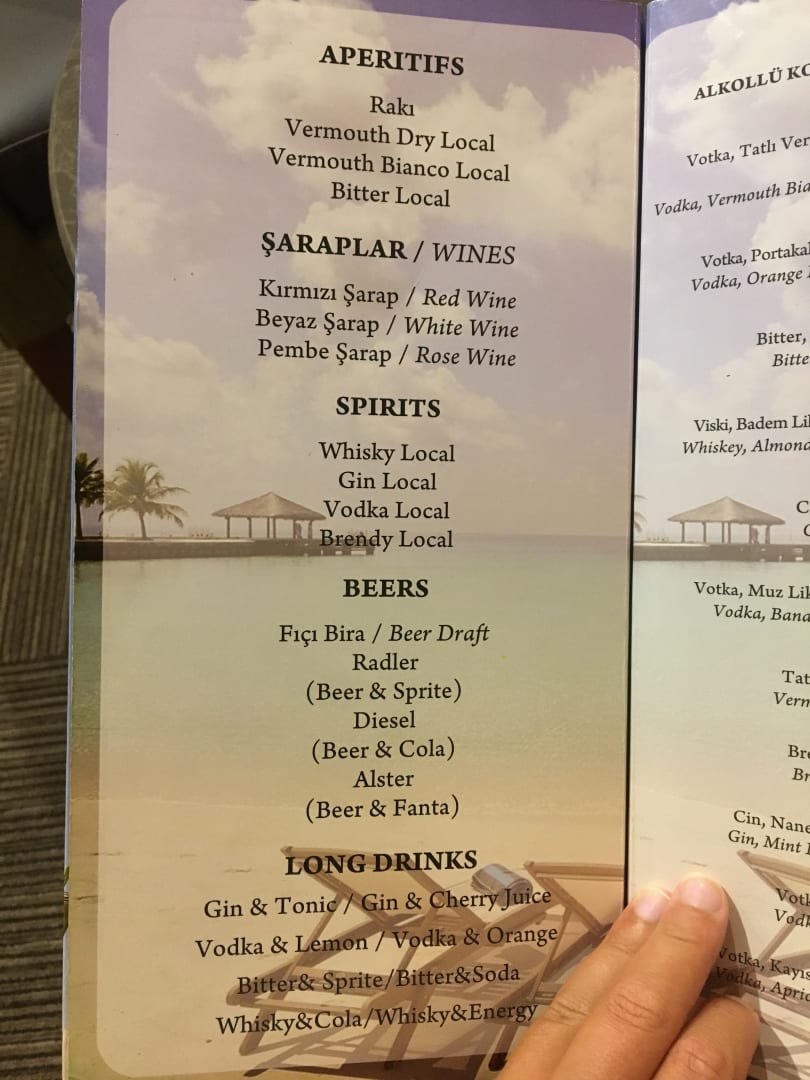 APERITIFS
Rakı
Vermouth Dry Local
Vermouth Bianco Local
Bitter Local
ŞARAPLAR / WINES
Kırmızı Şarap / Red Wine
Beyaz Şarap / White Wine
Pembe Şarap / Rose Wine
SPIRITS
Whisky Local
Gin Local
Vodka Local
Brendy Local
BEERS
Fıçı Bira / Beer Draft
Radler
(Beer & Sprite)
Diesel
(Beer & Cola)
Alster
(Beer & Fanta)
LONG DRINKS
Gin & Tonic / Gin & Cherry Juice
Vodka & Lemon / Vodka & Orange
Bitter& Sprite/Bitter&Soda
Whisky&Cola/Whisky&Energy
ALKOLLÜ
Votka, Tatlı
Vodka, Vermouth
Votka,
Vodka, Orange
Bitter,
Viski, Badem
Whiskey,
Votka, Muz
Vodka,
Cin,
Gin, Mint
Votka,
Vodka,